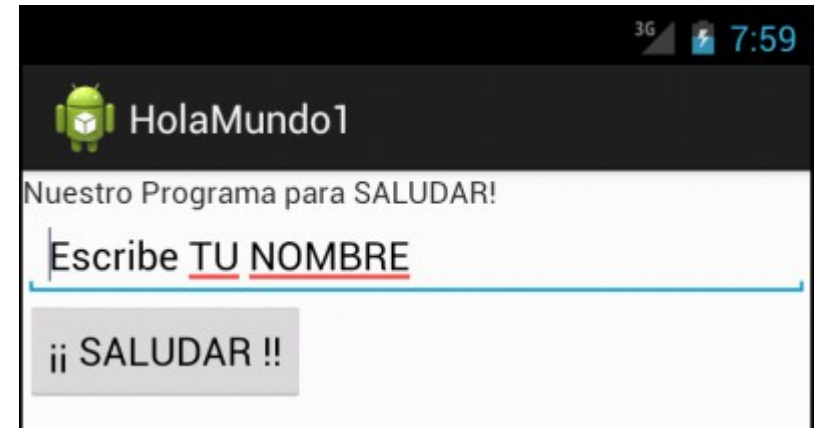 3G 7:59
HolaMundo1
Nuestro Programa para SALUDAR!
Escribe TU NOMBRE
¡¡ SALUDAR !!